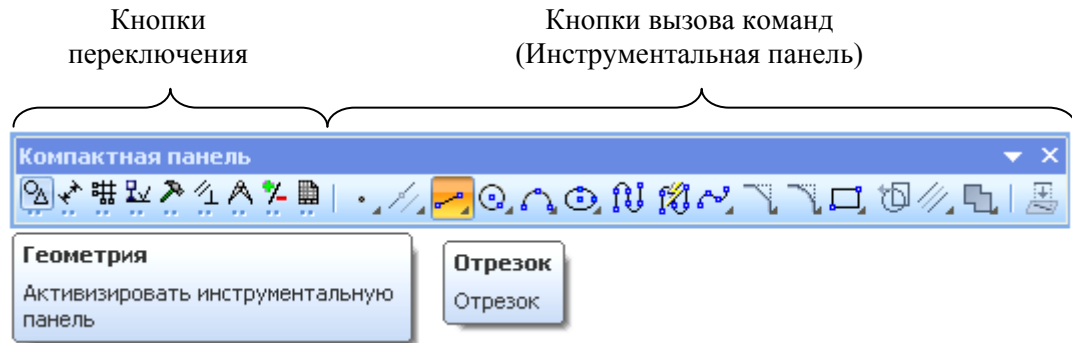 Кнопки
переключения
Кнопки вызова команд
(Инструментальная панель)
Компактная панель
Геометрия
Активизировать инструментальную
панель
Отрезок
Отрезок